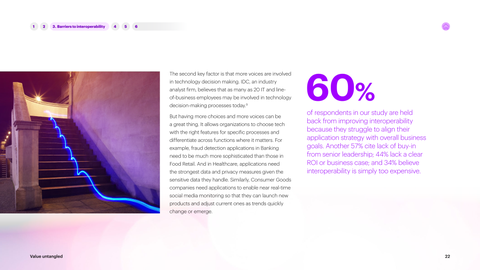 1 2 3. Barriers to interoperability 4 5 6
The second key factor is that more voices are involved
in technology decision making. IDC, an industry
analyst firm, believes that as many as 20 IT and line-
of-business employees may be involved in technology
decision-making processes today.⁸
But having more choices and more voices can be
a great thing. It allows organizations to choose tech
with the right features for specific processes and
differentiate across functions where it matters. For
example, fraud detection applications in Banking
need to be much more sophisticated than those in
Food Retail. And in Healthcare, applications need
the strongest data and privacy measures given the
sensitive data they handle. Similarly, Consumer Goods
companies need applications to enable near real-time
social media monitoring so that they can launch new
products and adjust current ones as trends quickly
change or emerge.
60%
of respondents in our study are held
back from improving interoperability
because they struggle to align their
application strategy with overall business
goals. Another 57% cite lack of buy-in
from senior leadership; 44% lack a clear
ROI or business case; and 34% believe
interoperability is simply too expensive.
Value untangled
22